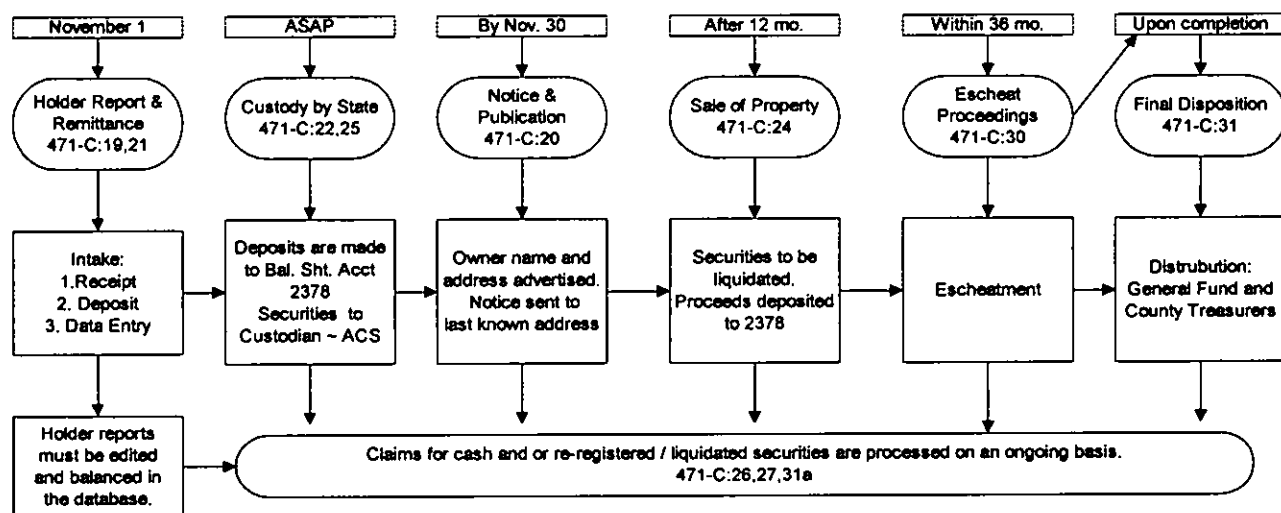 November 1
ASAP
By Nov. 30
After 12 mo.
Within 36 mo.
Upon completion
Holder Report &
Remittance
471-C:19,21
Custody by State
471-C:22,25
Notice &
Publication
471-C:20
Sale of Property
471-C:24
Escheat
Proceedings
471-C:30
Final Disposition
471-C:31
Intake:
1.Receipt
2. Deposit
3. Data Entry
Deposits are made
to Bal. Sht. Acct
2378
Securities to
Custodian ~ ACS
Owner name and
address advertised.
Notice sent to
last known address
Securities to be
liquidated.
Proceeds deposited
to 2378
Escheatment
Distrubution:
General Fund and
County Treasurers
Holder reports
must be edited
and balanced in
the database.
Claims for cash and or re-registered / liquidated securities are processed on an ongoing basis.
471-C:26,27,31a